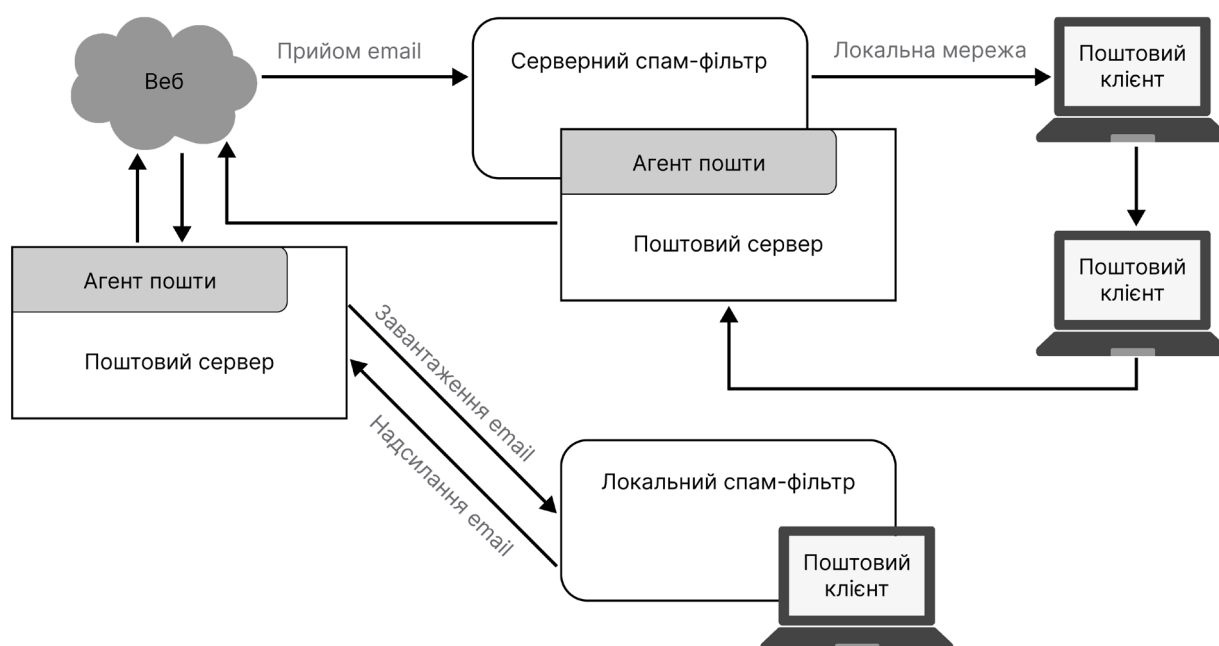 Веб
Прийом email
Серверний спам-фільтр
Локальна мережа
Поштовий
клієнт
Агент пошти
Поштовий сервер
Поштовий
клієнт
Агент пошти
Поштовий сервер
Завантаження email
Надсилання email
Локальний спам-фільтр
Поштовий
клієнт